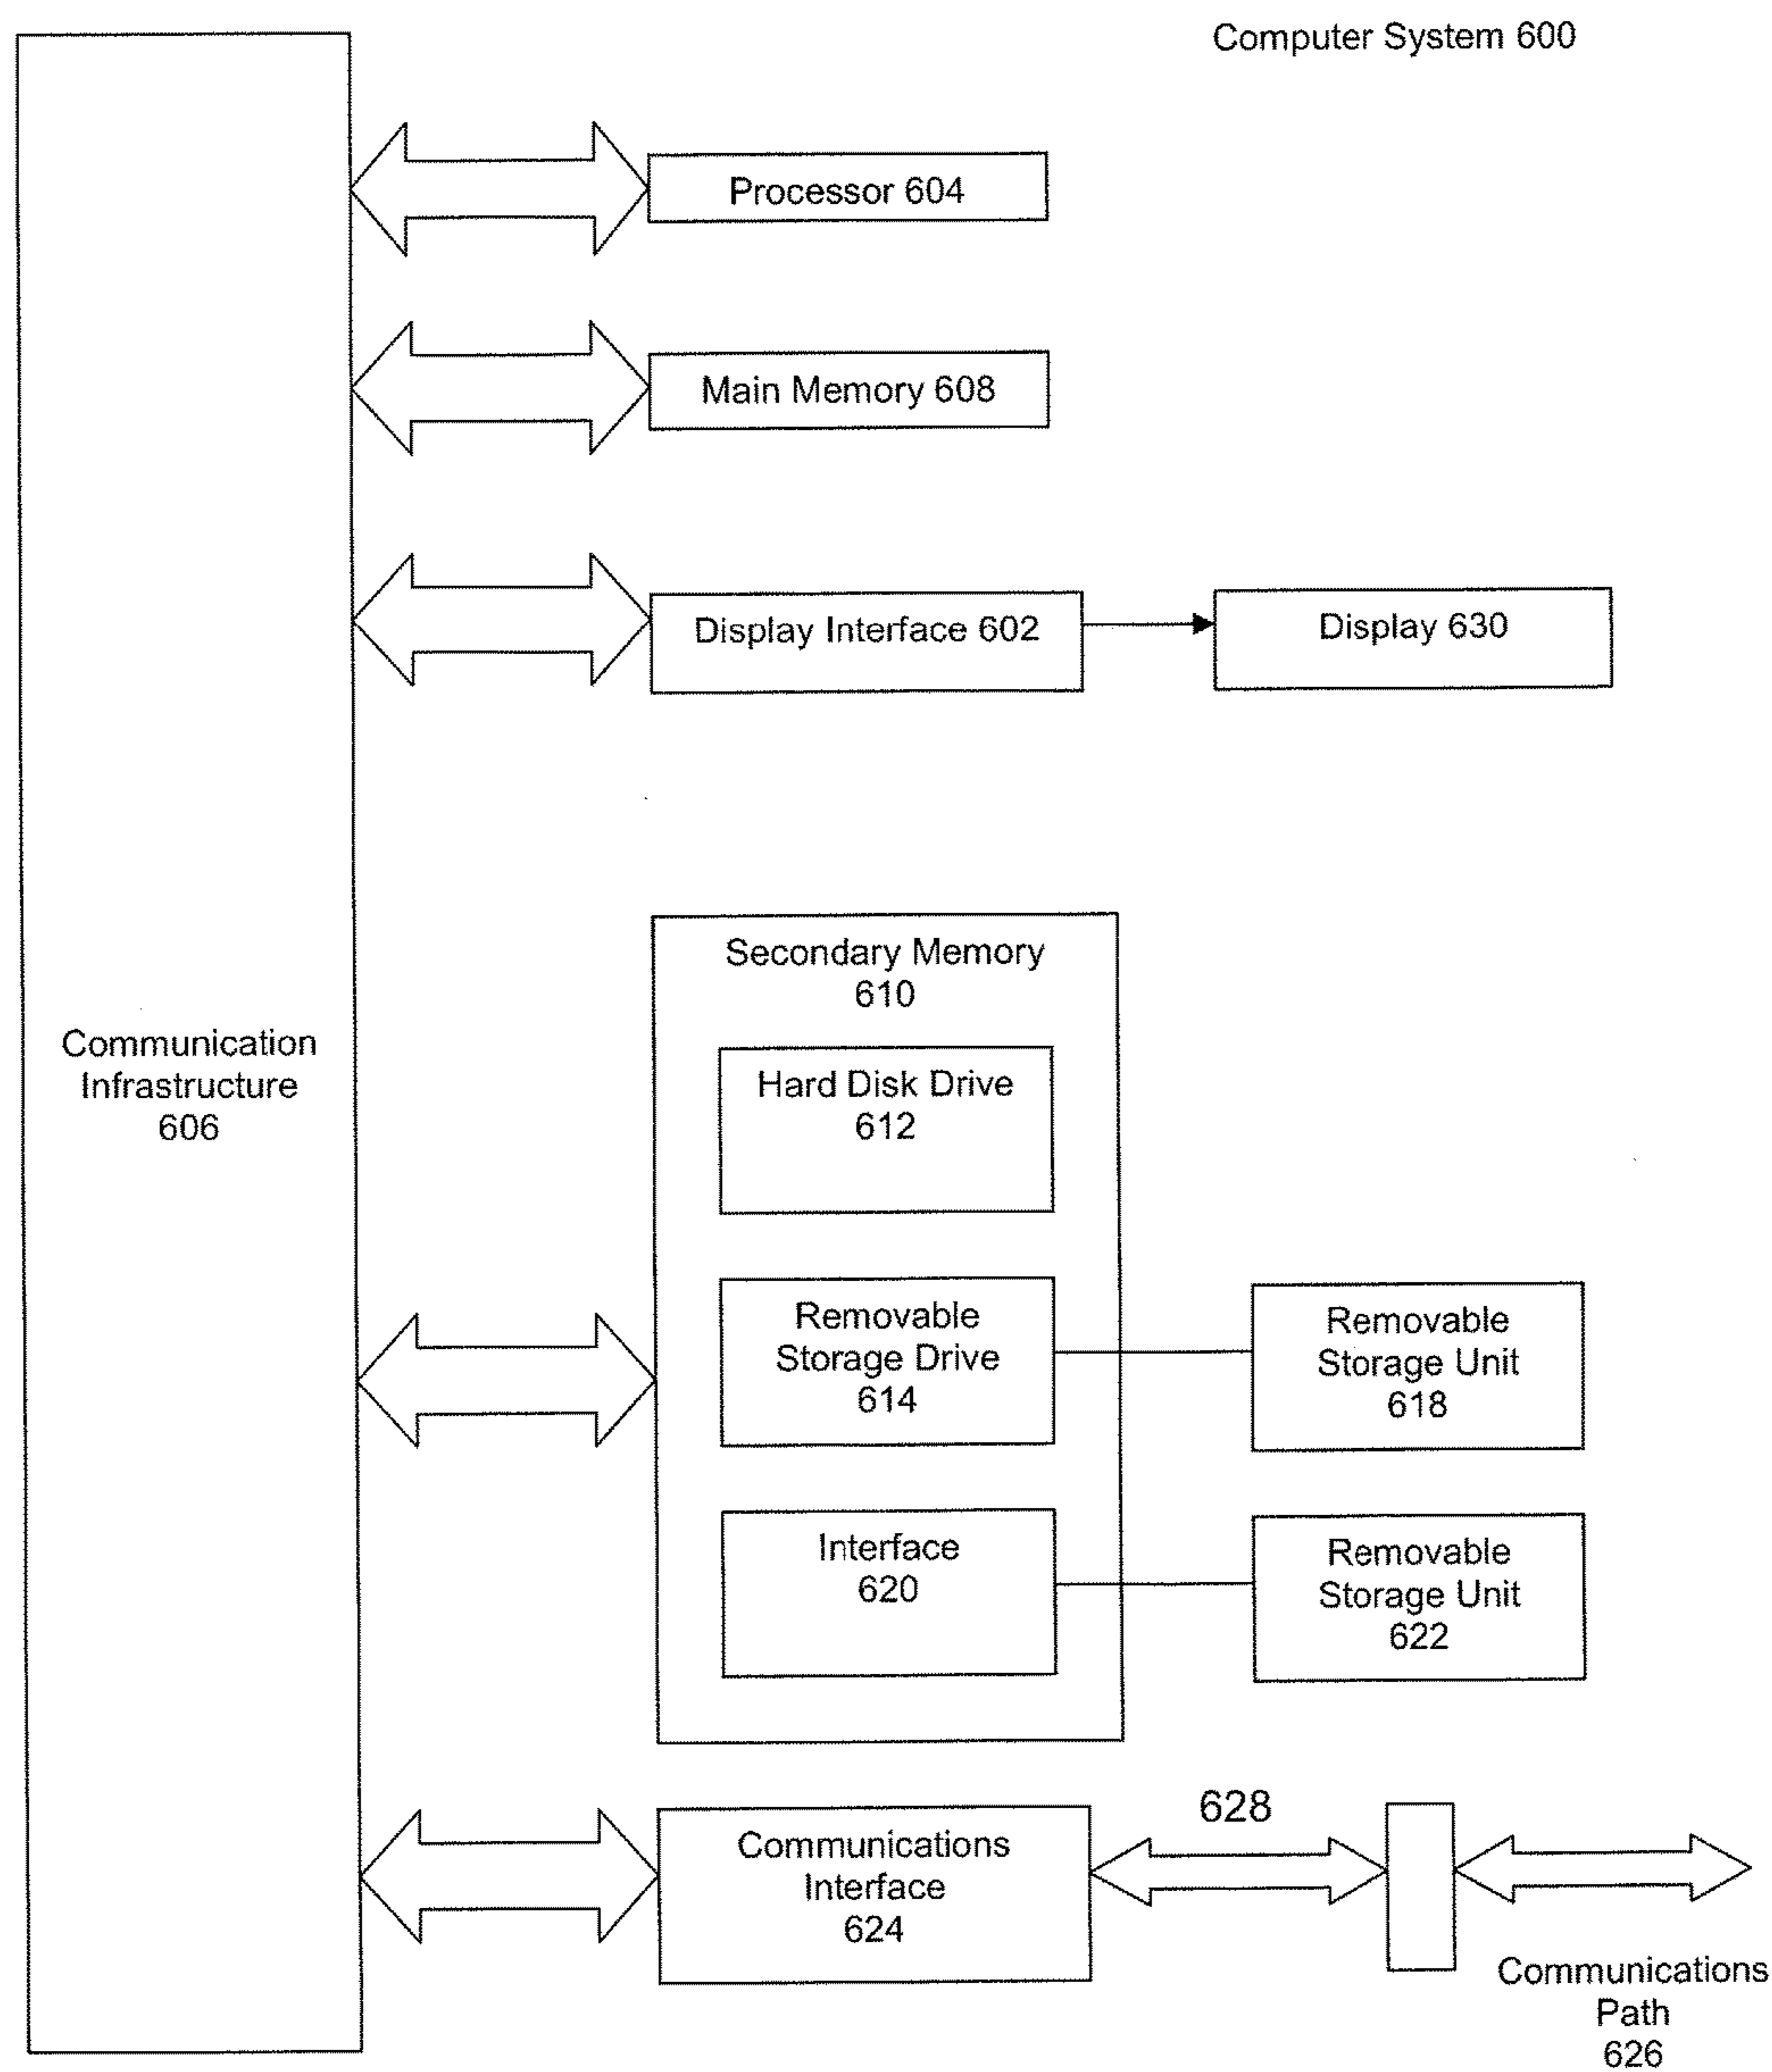 Computer System 600
Processor 604
Main Memory 608
Display Interface 602
Display 630
Communication
Infrastructure
606
Secondary Memory
610
Hard Disk Drive
612
Removable
Storage Drive
614
Removable
Storage Unit
618
Interface
620
Removable
Storage Unit
622
Communications
Interface
624
628
Communications
Path
626